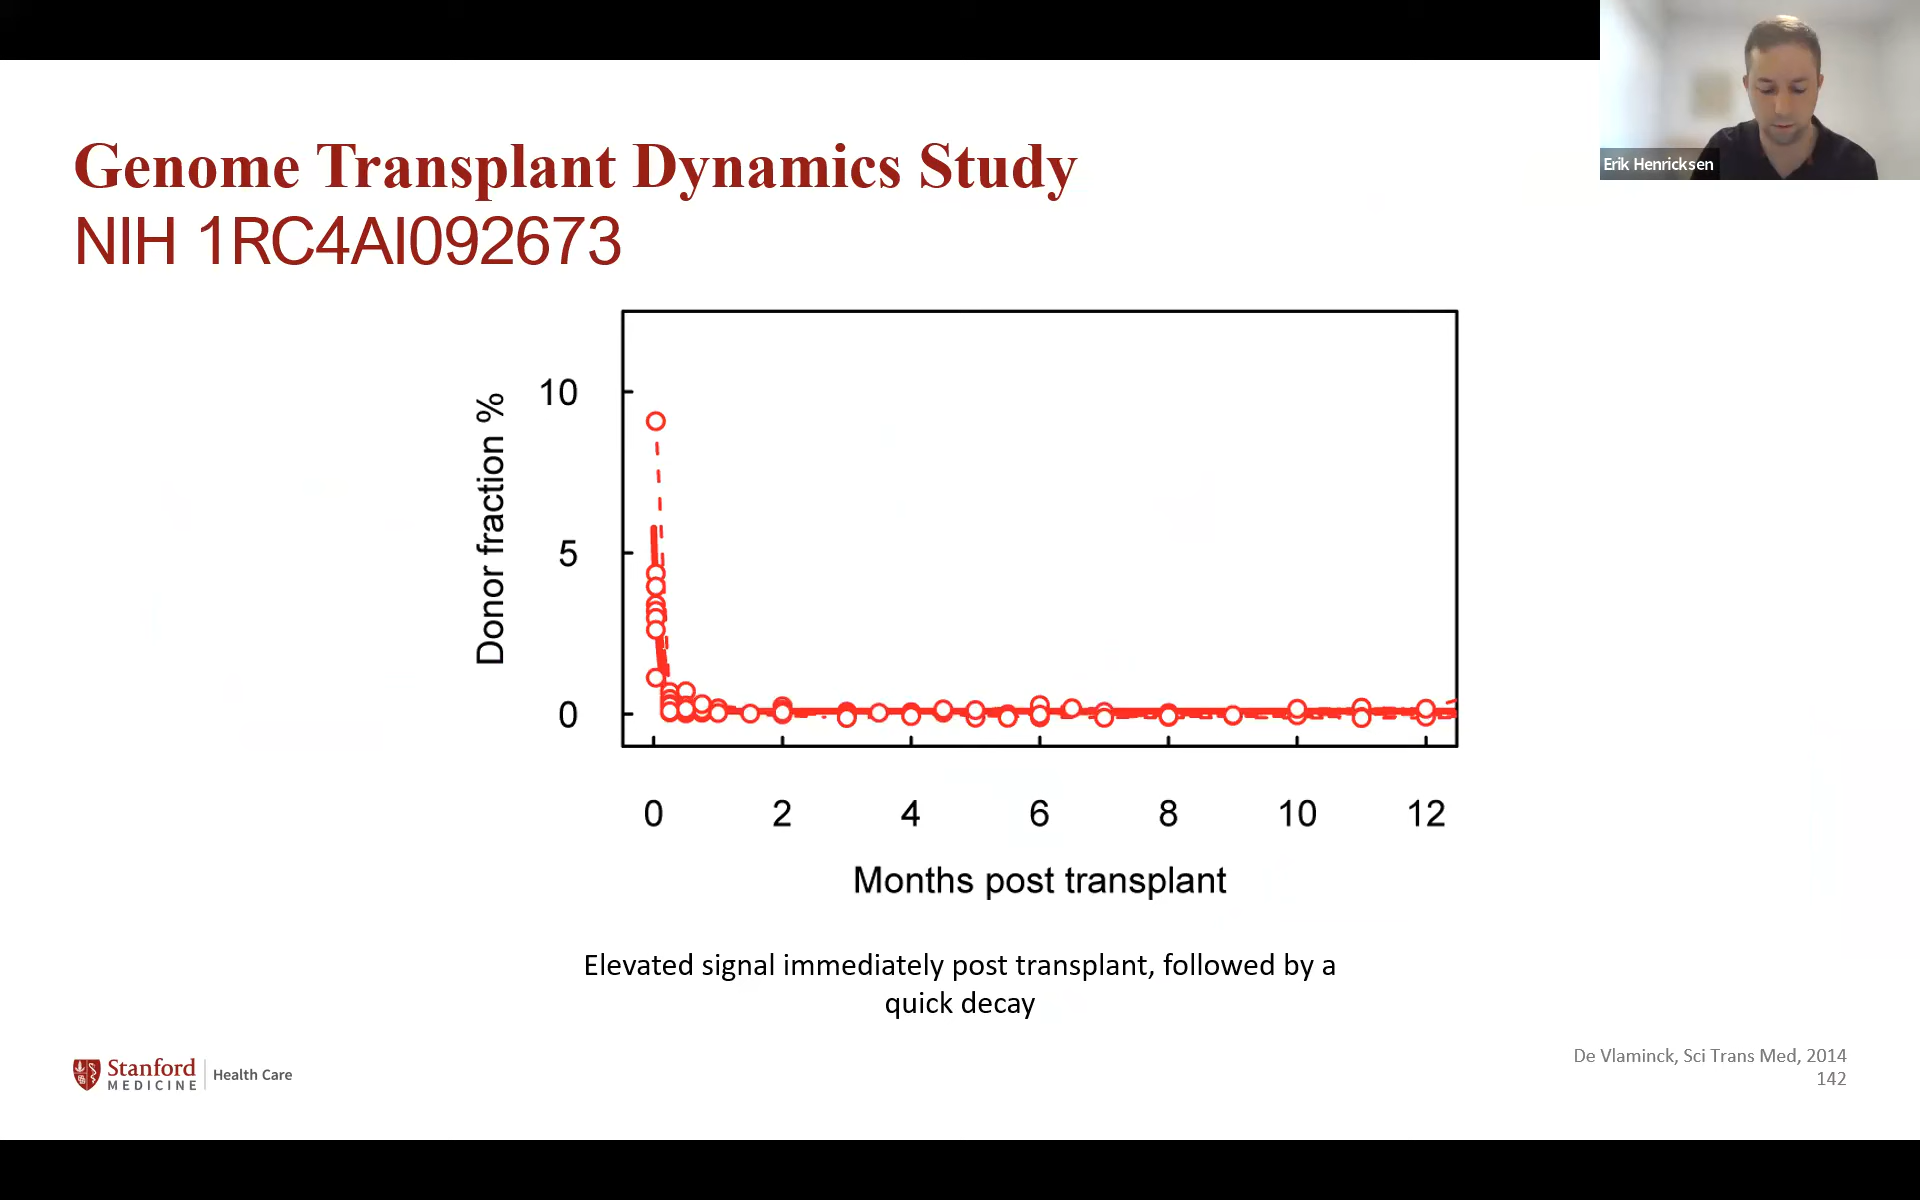 Erik Henricksen
Genome Transplant Dynamics Study
NIH 1RC4AI092673
Donor fraction %
10
5
0
0 2 4 6 8 10 12
Months post transplant
Elevated signal immediately post transplant, followed by a
quick decay
Stanford
MEDICINE
Health Care
De Vlaminck, Sci Trans Med, 2014
142